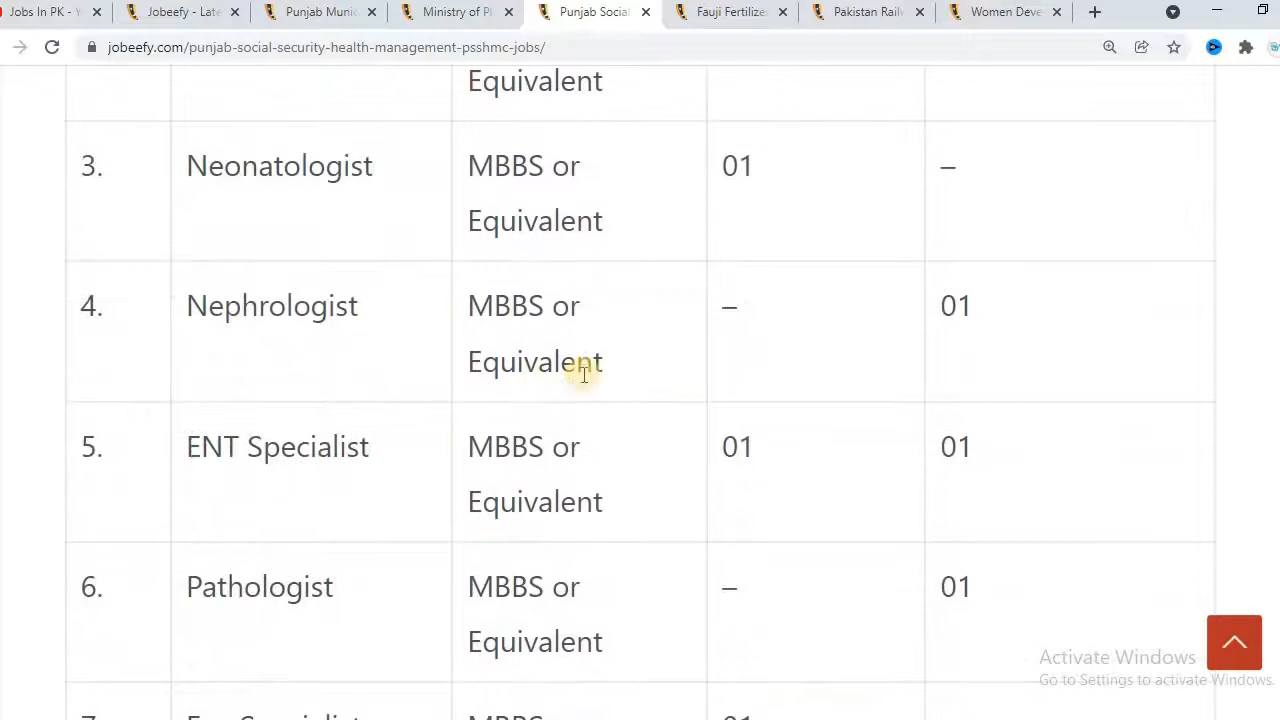 Jobs In PK - Y
Jobeefy - Late
Punjab Muni
Ministry of Pl
Punjab Social
Fauji Fertilize
Pakistan Rail
Women Deve
jobeefy.com/punjab-social-security-health-management-psshmc-jobs/
Equivalent
3. Neonatologist MBBS or 01 –
Equivalent
4. Nephrologist MBBS or – 01
Equivalent
5. ENT Specialist MBBS or 01 01
Equivalent
6. Pathologist MBBS or – 01
Equivalent
Activate Windows
Go to Settings to activate Windows.